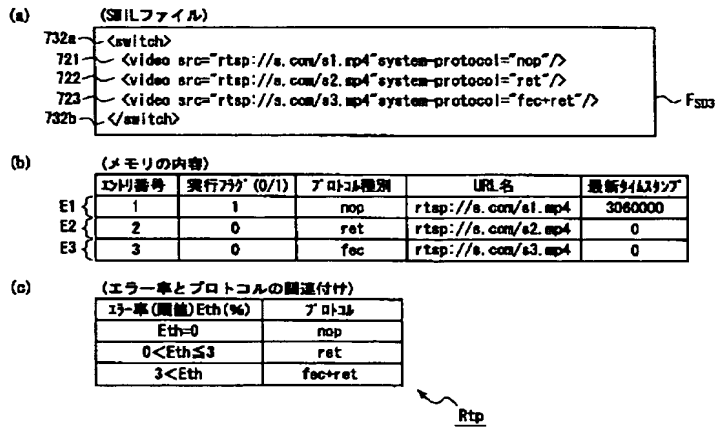 (a) (SMILファイル)
732a <switch>
721 <video src="rtsp://s.com/s1.mp4"system-protocol="nop"/>
722 <video src="rtsp://s.com/s2.mp4"system-protocol="ret"/>
723 <video src="rtsp://s.com/s3.mp4"system-protocol="fec+ret"/> FSD3
732b </switch>
(b) (メモリの内容)
エントリ番号 実行フラグ(0/1) プロトコル種別 URL名 最新タイムスタンプ
E1 { 1 1 nop rtsp://s.com/s1.mp4 3060000
E2 { 2 0 ret rtsp://s.com/s2.mp4 0
E3 { 3 0 fec rtsp://s.com/s3.mp4 0
(c) (エラー率とプロトコルの関連付け)
エラー率(閾値)Eth(%) プロトコル
Eth=0 nop
0<Eth≦3 ret
3<Eth fec+ret
Rtp